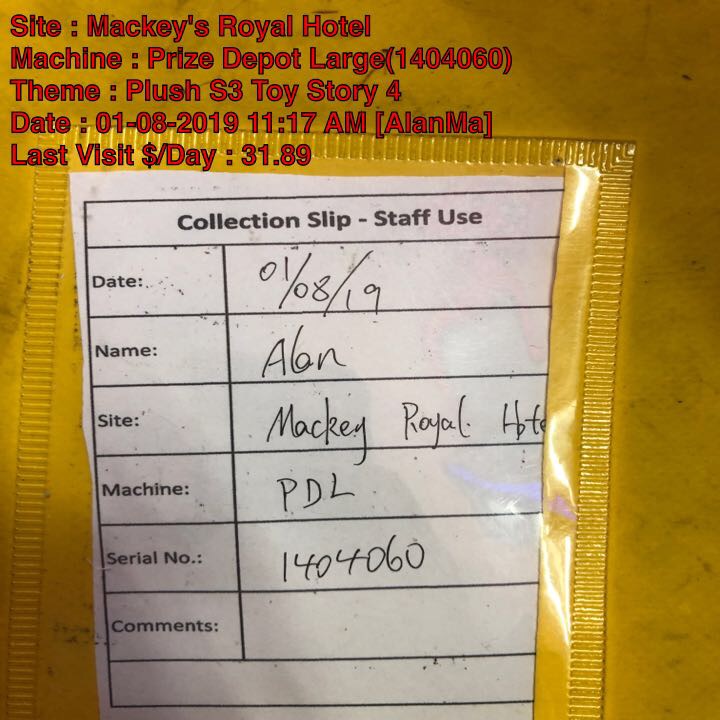 Site : Mackey's Royal Hotel
Machine : Prize Depot Large(1404060)
Theme : Plush S3 Toy Story 4
Date : 01-08-2019 11:17 AM [AlanMa]
Last Visit $/Day : 31.89
Collection Slip - Staff Use
Date: 01/08/19
Name: Alan
Site: Mackey Royal Hote
Machine: PDL
Serial No.: 1404060
Comments: